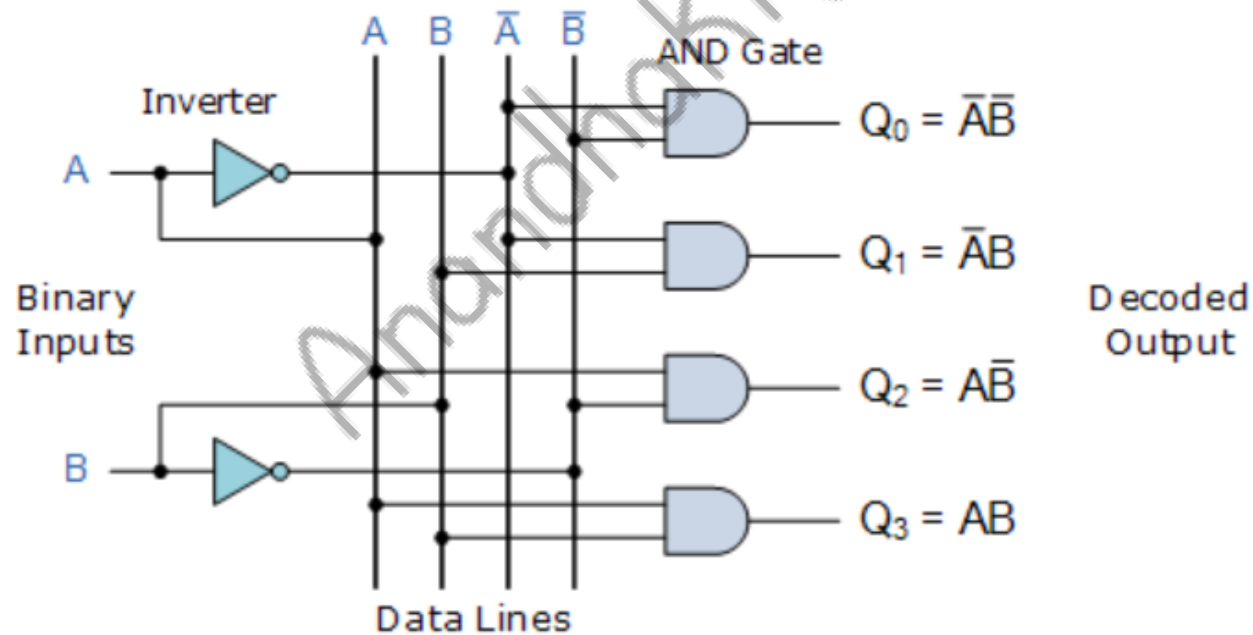 A B A̅ B̅
AND Gate
Inverter
Q₀ = A̅B̅
A
Q₁ = A̅B
Binary
Inputs
Decoded
Output
Q₂ = AB̅
B
Q₃ = AB
Data Lines